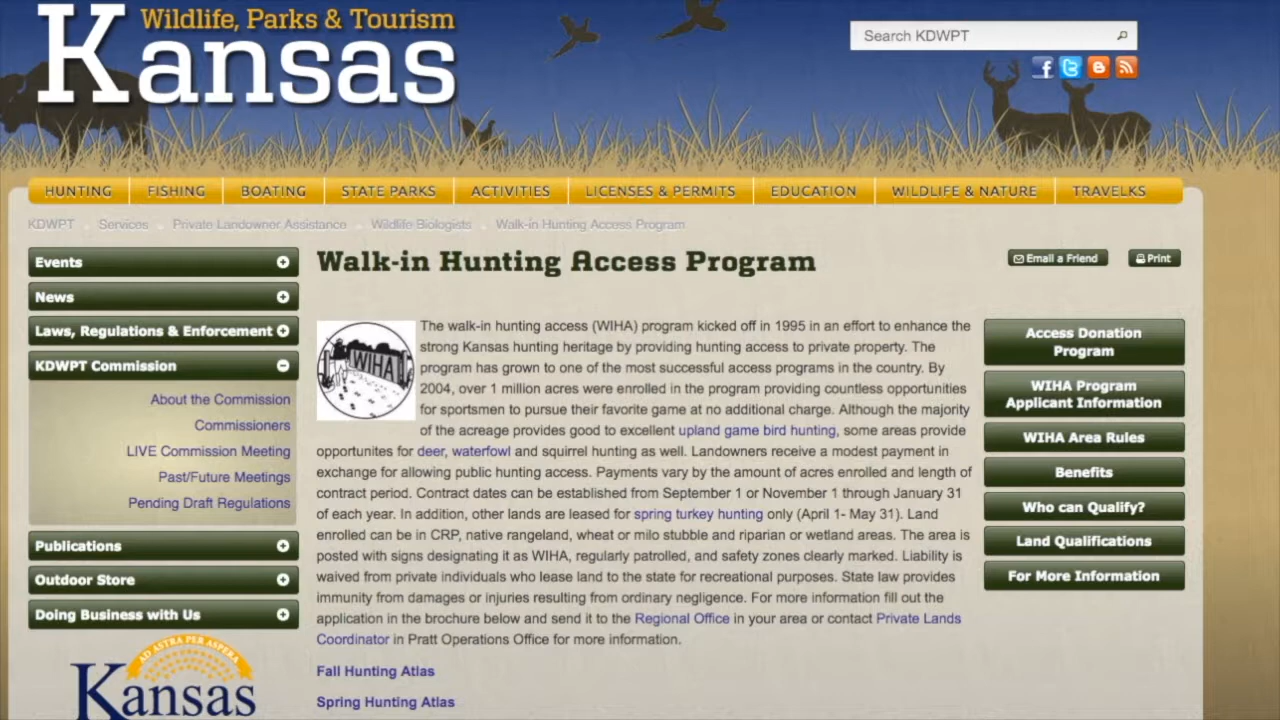 Wildlife, Parks & Tourism
Kansas
Search KDWPT
HUNTING FISHING BOATING STATE PARKS ACTIVITIES LICENSES & PERMITS EDUCATION WILDLIFE & NATURE TRAVELKS
KDWPT Services Private Landowner Assistance Wildlife Biologists Walk-in Hunting Access Program
Events
News
Laws, Regulations & Enforcement
KDWPT Commission
About the Commission
Commissioners
LIVE Commission Meeting
Past/Future Meetings
Pending Draft Regulations
Publications
Outdoor Store
Doing Business with Us
AD ASTRA PER ASPERA
Kansas
Walk-in Hunting Access Program
Email a Friend Print
WIHA
The walk-in hunting access (WIHA) program kicked off in 1995 in an effort to enhance the
strong Kansas hunting heritage by providing hunting access to private property. The
program has grown to one of the most successful access programs in the country. By
2004, over 1 million acres were enrolled in the program providing countless opportunities
for sportsmen to pursue their favorite game at no additional charge. Although the majority
of the acreage provides good to excellent upland game bird hunting, some areas provide
opportunites for deer, waterfowl and squirrel hunting as well. Landowners receive a modest payment in
exchange for allowing public hunting access. Payments vary by the amount of acres enrolled and length of
contract period. Contract dates can be established from September 1 or November 1 through January 31
of each year. In addition, other lands are leased for spring turkey hunting only (April 1- May 31). Land
enrolled can be in CRP, native rangeland, wheat or milo stubble and riparian or wetland areas. The area is
posted with signs designating it as WIHA, regularly patrolled, and safety zones clearly marked. Liability is
waived from private individuals who lease land to the state for recreational purposes. State law provides
immunity from damages or injuries resulting from ordinary negligence. For more information fill out the
application in the brochure below and send it to the Regional Office in your area or contact Private Lands
Coordinator in Pratt Operations Office for more information.
Fall Hunting Atlas
Spring Hunting Atlas
Access Donation
Program
WIHA Program
Applicant Information
WIHA Area Rules
Benefits
Who can Qualify?
Land Qualifications
For More Information